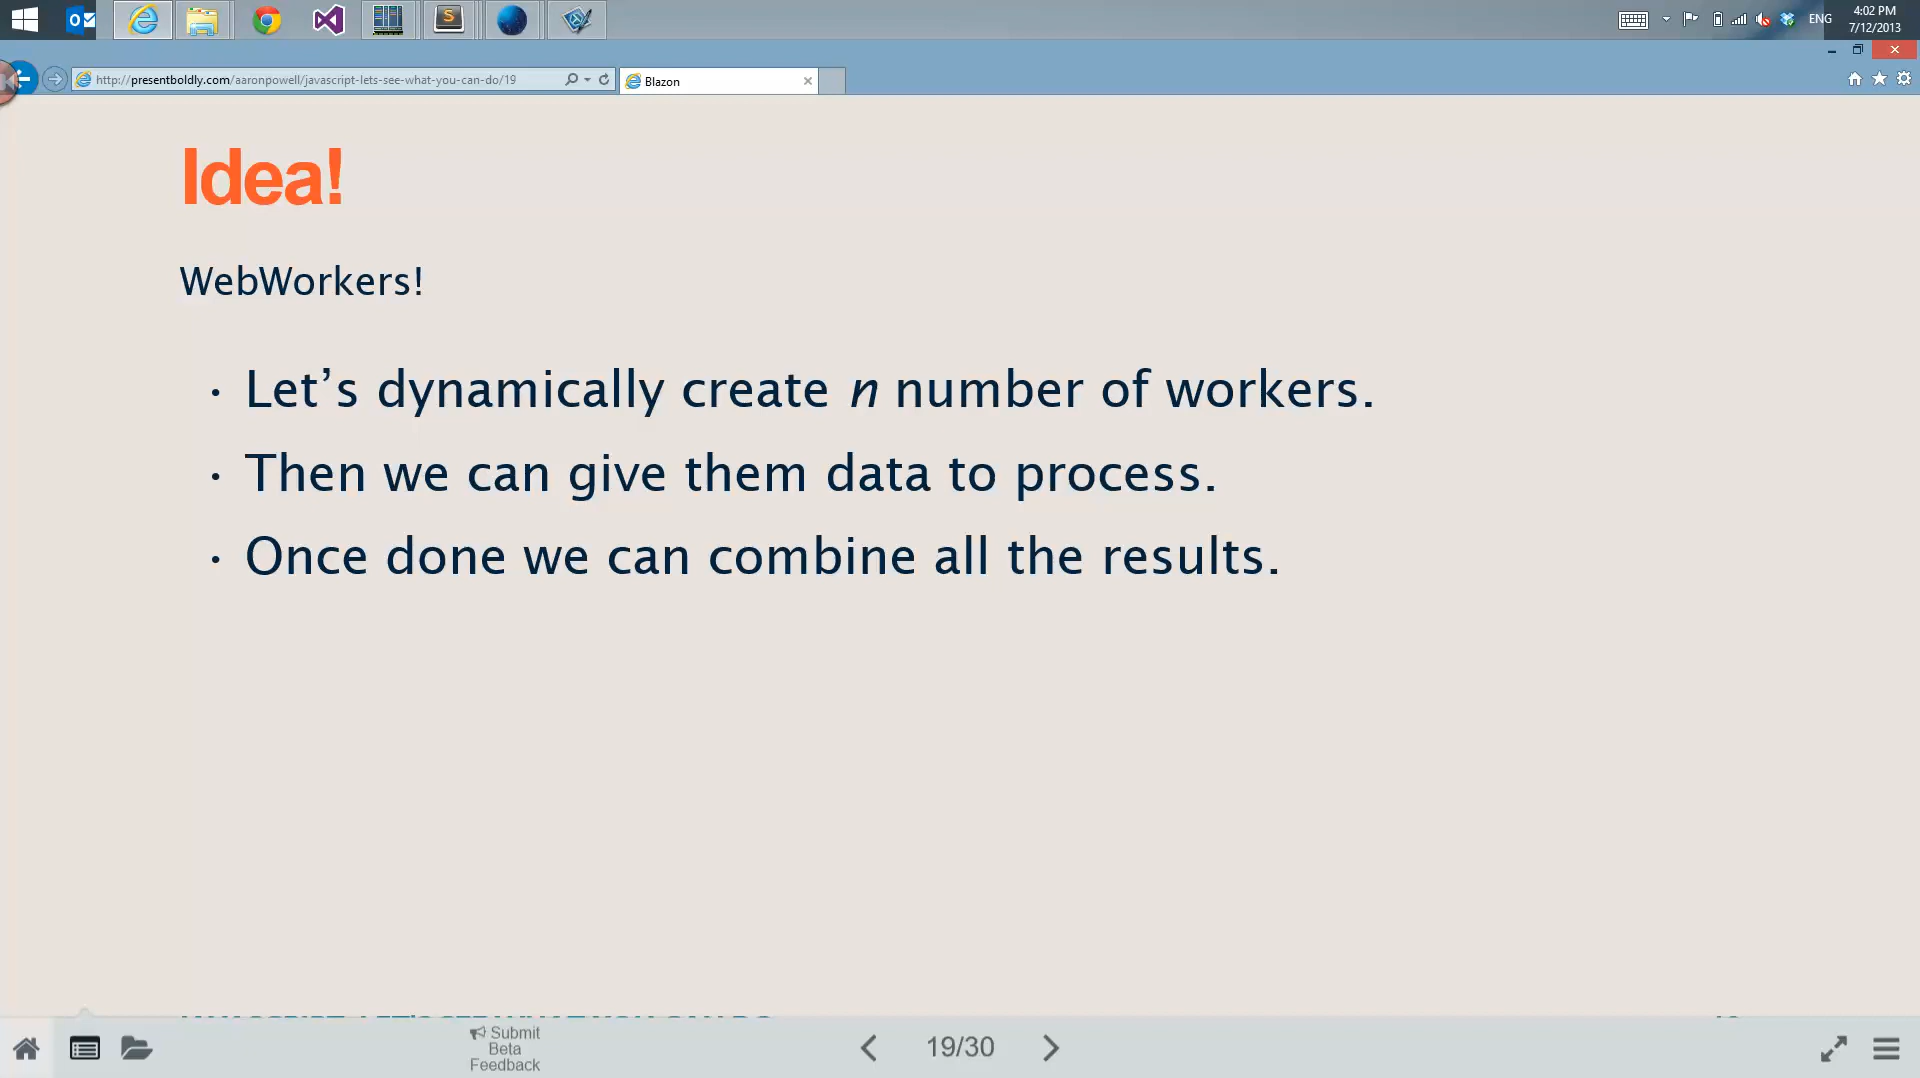 4:02 PM
ENG
7/12/2013
http://presentboldly.com/aaronpowell/javascript-lets-see-what-you-can-do/19
Blazon
Idea!
WebWorkers!
· Let’s dynamically create n number of workers.
· Then we can give them data to process.
· Once done we can combine all the results.
Submit
Beta
Feedback
19/30